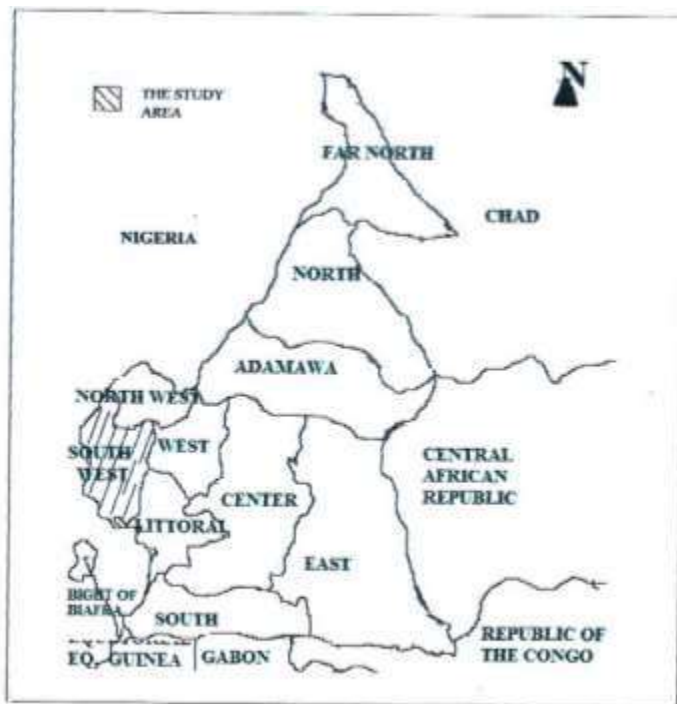 N
THE STUDY
AREA
FAR NORTH
CHAD
NIGERIA
NORTH
ADAMAWA
NORTH WEST
SOUTH
WEST
WEST
CENTRAL
AFRICAN
REPUBLIC
CENTER
LITTORAL
EAST
BIGHT OF
BIAFRA
SOUTH
REPUBLIC OF
THE CONGO
EQ. GUINEA
GABON